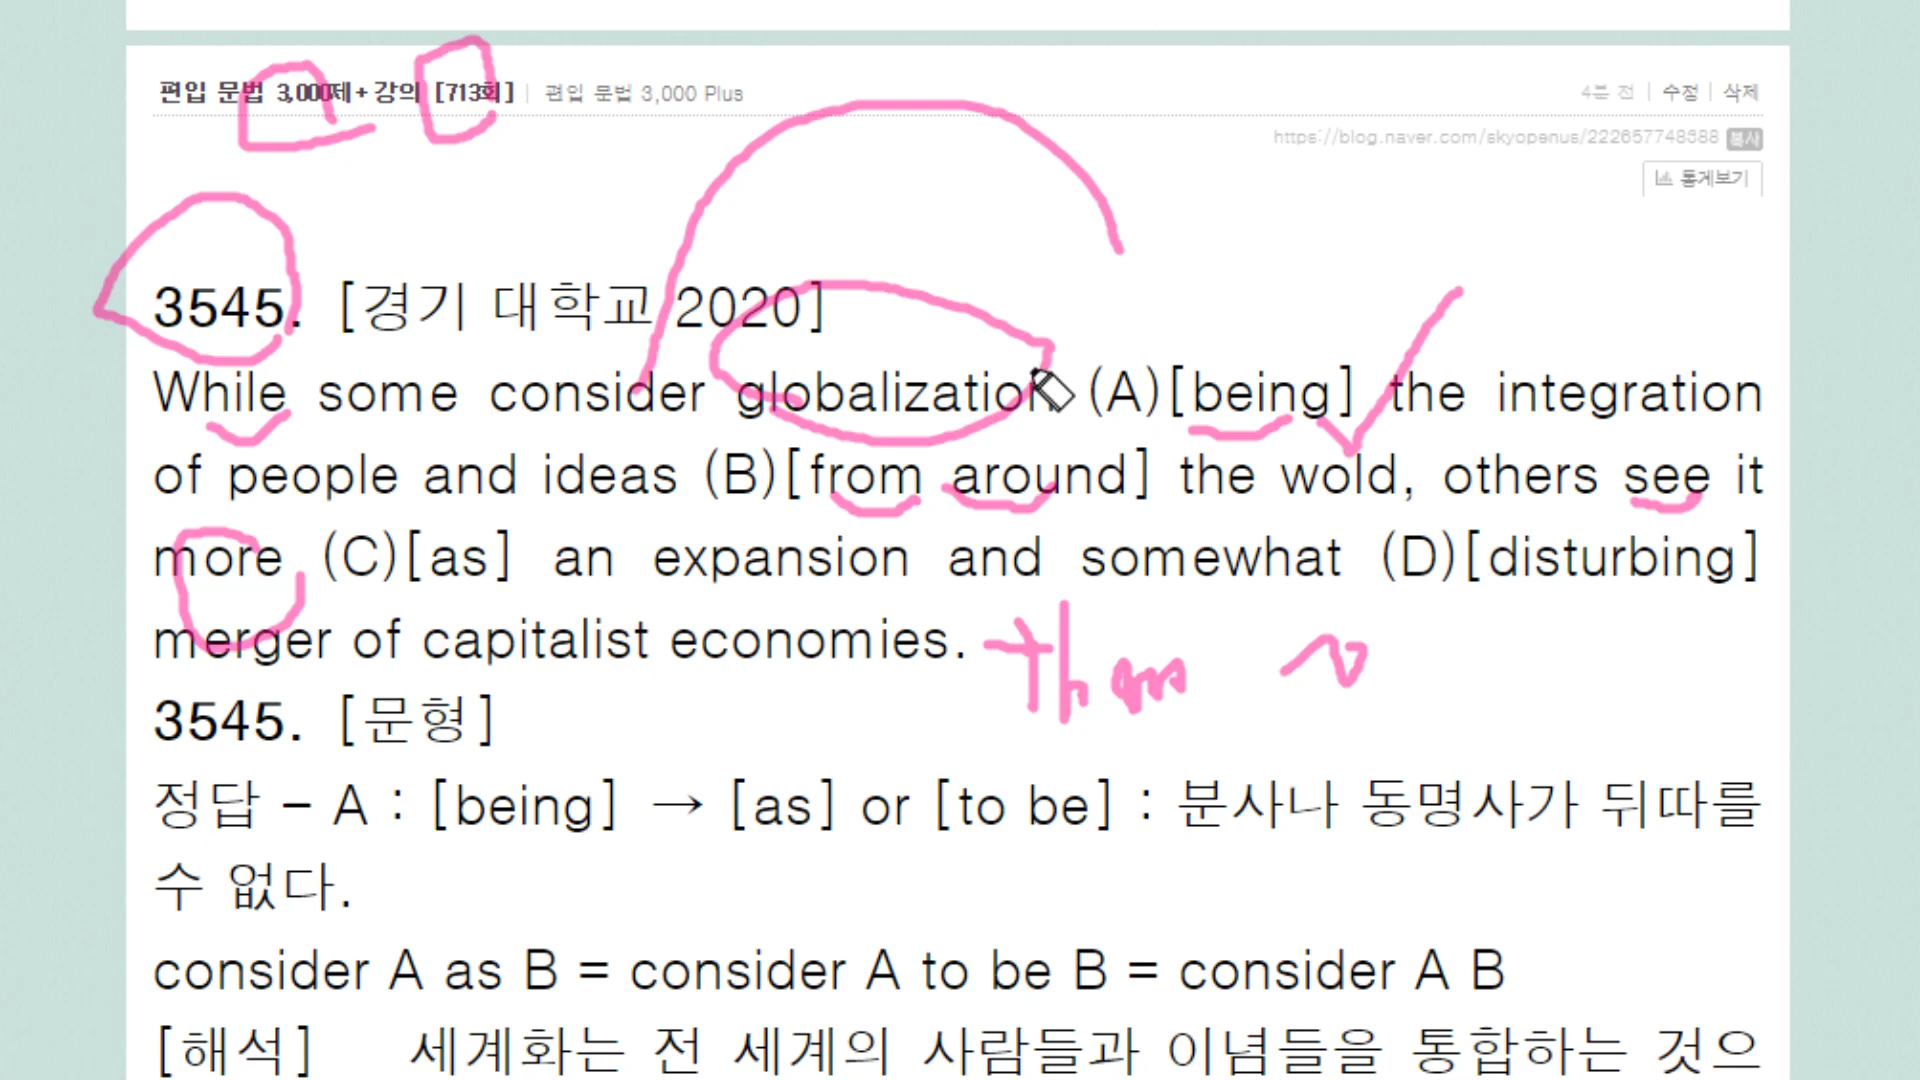 편입 문법 3,000제+ 강의 [713회] | 편입 문법 3,000 Plus 4분 전 | 수정 | 삭제
https://blog.naver.com/skyopenus/222657748388 복사
통계보기
3545. [경기 대학교 2020]
While some consider globalization (A)[being] the integration
of people and ideas (B)[from around] the wold, others see it
more (C)[as] an expansion and somewhat (D)[disturbing]
merger of capitalist economies.
than
3545. [문형]
정답 – A : [being] → [as] or [to be] : 분사나 동명사가 뒤따를
수 없다.
consider A as B = consider A to be B = consider A B
[해석] 세계화는 전 세계의 사람들과 이념들을 통합하는 것으